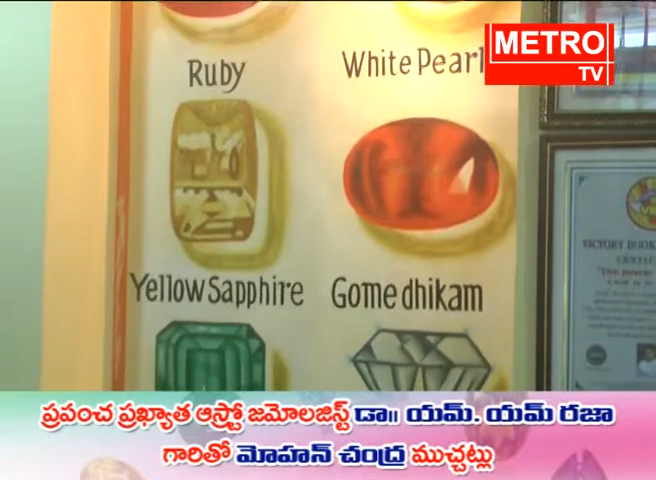 METRO
TV
Ruby
White Pearl
Yellow Sapphire
Gomedhikam
VICTORY BOOK
ప్రపంచ ప్రఖ్యాత ఆస్ట్రో జమోలజిస్ట్ డా॥ యమ్. యమ్ రజా
గారితో మోహన్ చంద్ర ముచ్చట్లు